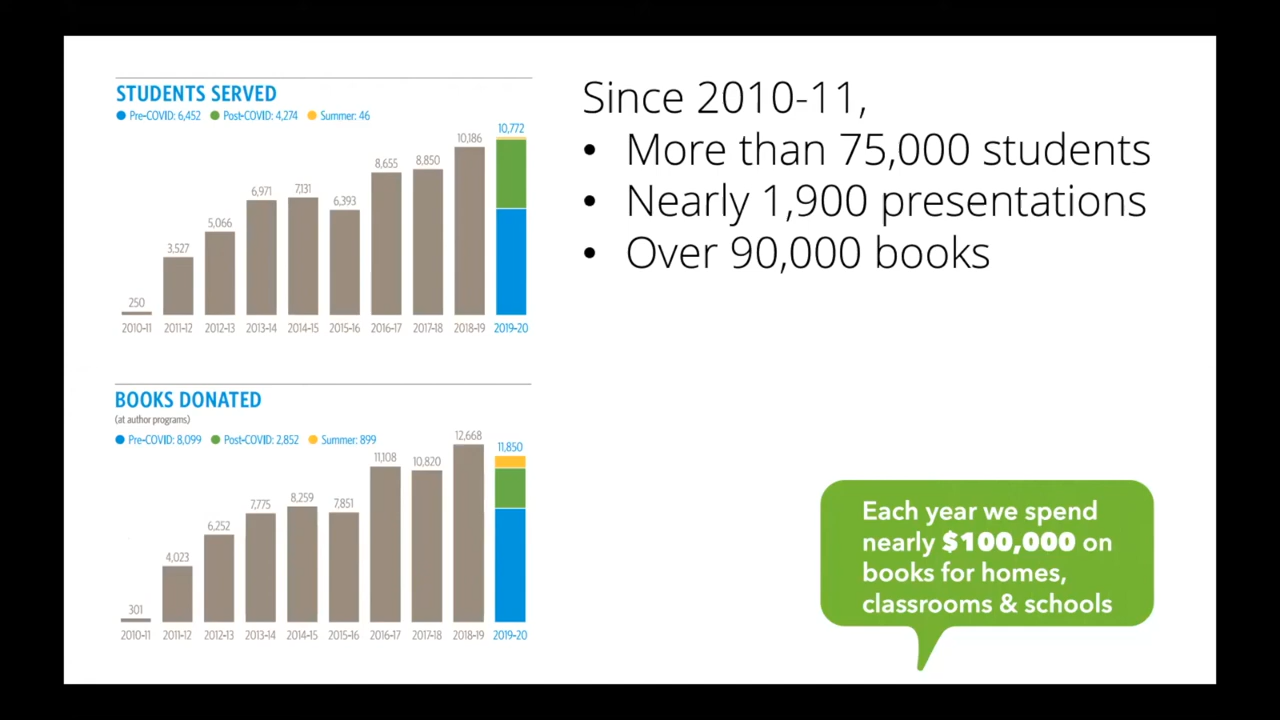 STUDENTS SERVED
Pre-COVID: 6,452 Post-COVID: 4,274 Summer: 46
250 3,527 5,066 6,971 7,131 6,393 8,655 8,850 10,186 10,772
2010-11 2011-12 2012-13 2013-14 2014-15 2015-16 2016-17 2017-18 2018-19 2019-20
BOOKS DONATED
(at author programs)
Pre-COVID: 8,099 Post-COVID: 2,852 Summer: 899
301 4,023 6,252 7,775 8,259 7,851 11,108 10,820 12,668 11,850
2010-11 2011-12 2012-13 2013-14 2014-15 2015-16 2016-17 2017-18 2018-19 2019-20
Since 2010-11,
• More than 75,000 students
• Nearly 1,900 presentations
• Over 90,000 books
Each year we spend
nearly $100,000 on
books for homes,
classrooms & schools